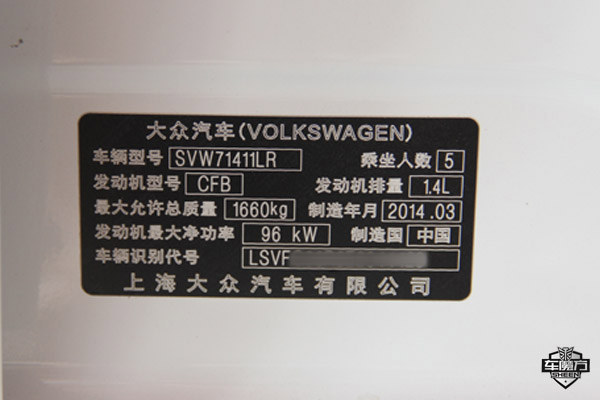 大众汽车(VOLKSWAGEN)
车辆型号 SVW71411LR 乘坐人数 5
发动机型号 CFB 发动机排量 1.4L
最大允许总质量 1660kg 制造年月 2014.03
发动机最大净功率 96 kW 制造国 中国
车辆识别代号 LSVF
上海大众汽车有限公司
车魔方
SHEEN